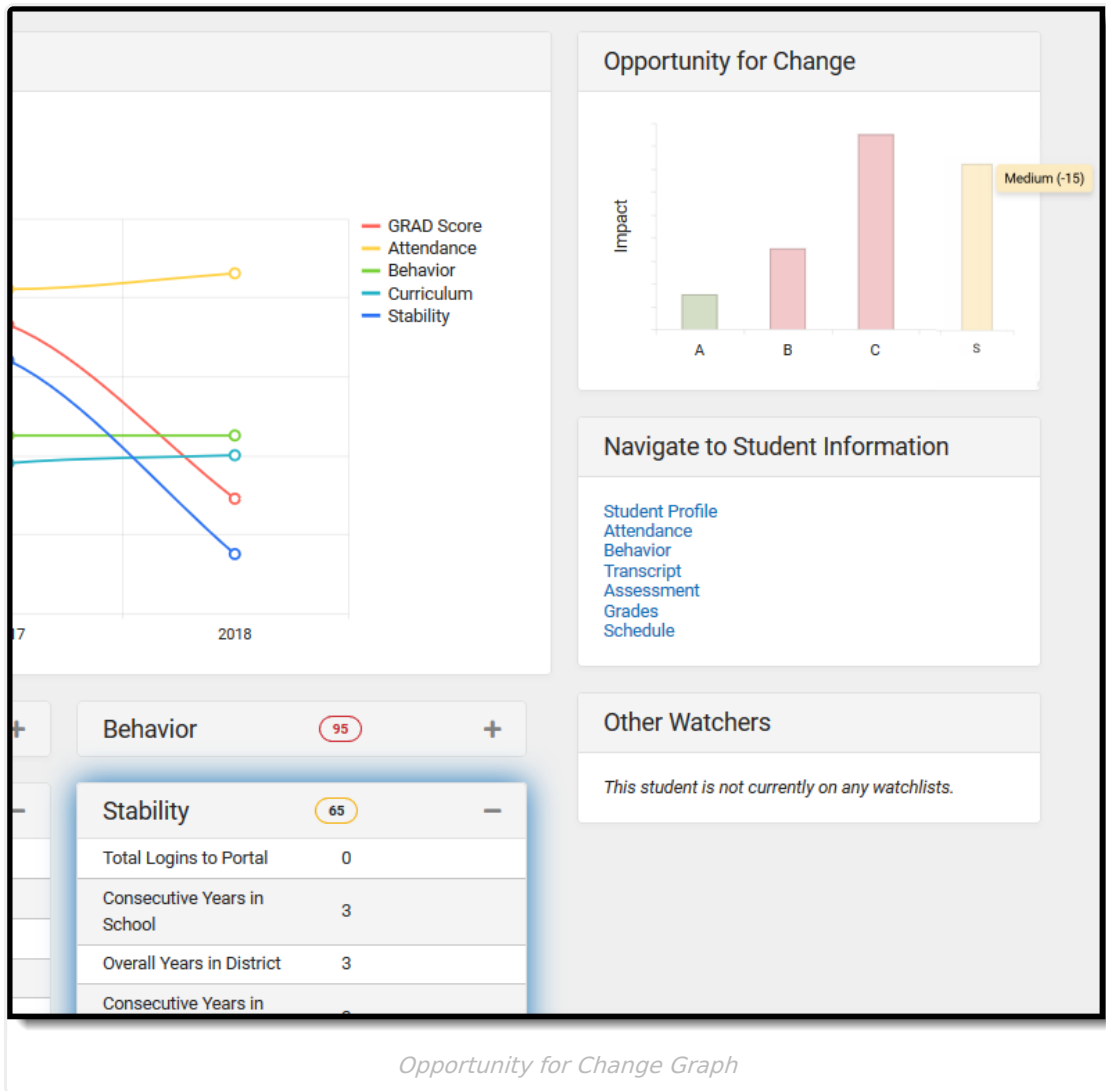 Opportunity for Change
Impact
Medium (-15)
A
B
C
S
GRAD Score
Attendance
Behavior
Curriculum
Stability
17
2018
Navigate to Student Information
Student Profile
Attendance
Behavior
Transcript
Assessment
Grades
Schedule
Behavior 95
Other Watchers
This student is not currently on any watchlists.
Stability 65
Total Logins to Portal 0
Consecutive Years in
School 3
Overall Years in District 3
Consecutive Years in
Opportunity for Change Graph